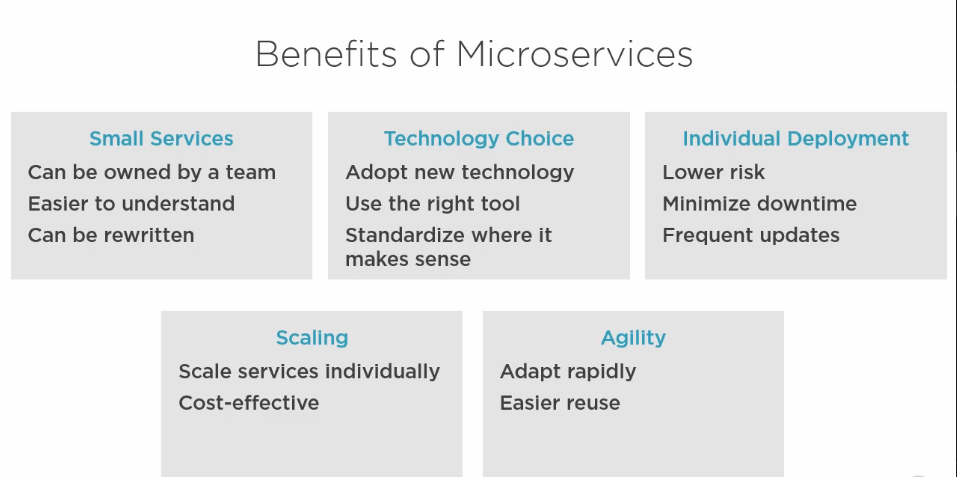 Benefits of Microservices
Small Services
Can be owned by a team
Easier to understand
Can be rewritten
Technology Choice
Adopt new technology
Use the right tool
Standardize where it
makes sense
Individual Deployment
Lower risk
Minimize downtime
Frequent updates
Scaling
Scale services individually
Cost-effective
Agility
Adapt rapidly
Easier reuse